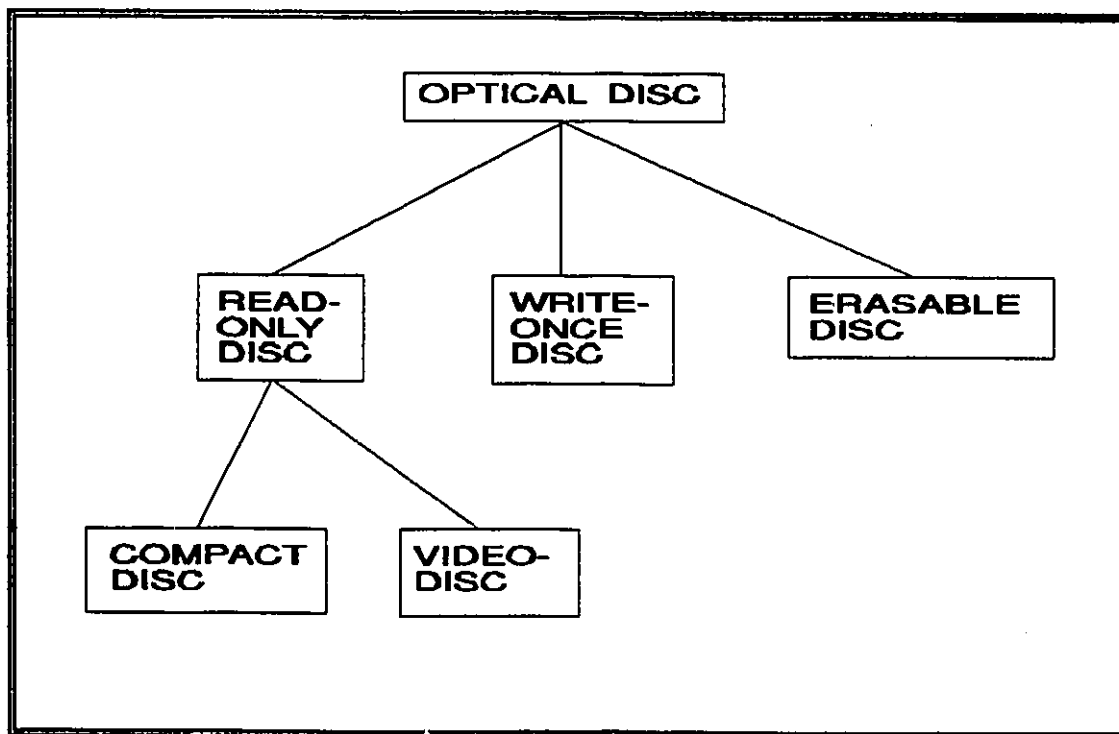 OPTICAL DISC
READ-
ONLY
DISC
WRITE-
ONCE
DISC
ERASABLE
DISC
COMPACT
DISC
VIDEO-
DISC